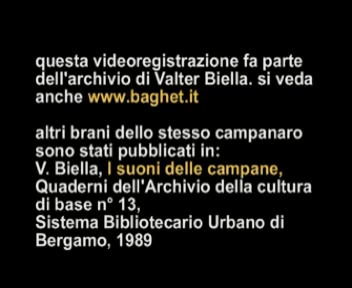 questa videoregistrazione fa parte
dell'archivio di Valter Biella. si veda
anche www.baghet.it
altri brani dello stesso campanaro
sono stati pubblicati in:
V. Biella, I suoni delle campane,
Quaderni dell'Archivio della cultura
di base n° 13,
Sistema Bibliotecario Urbano di
Bergamo, 1989